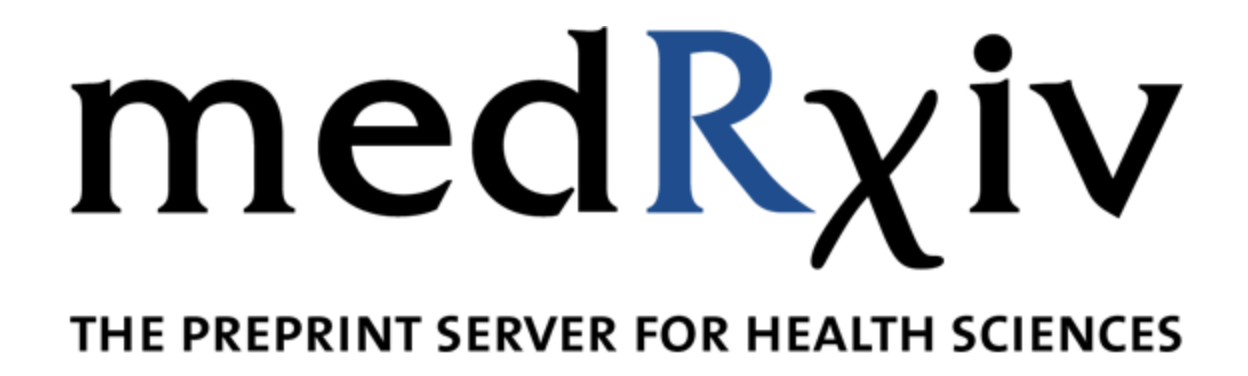 medRχiv
THE PREPRINT SERVER FOR HEALTH SCIENCES